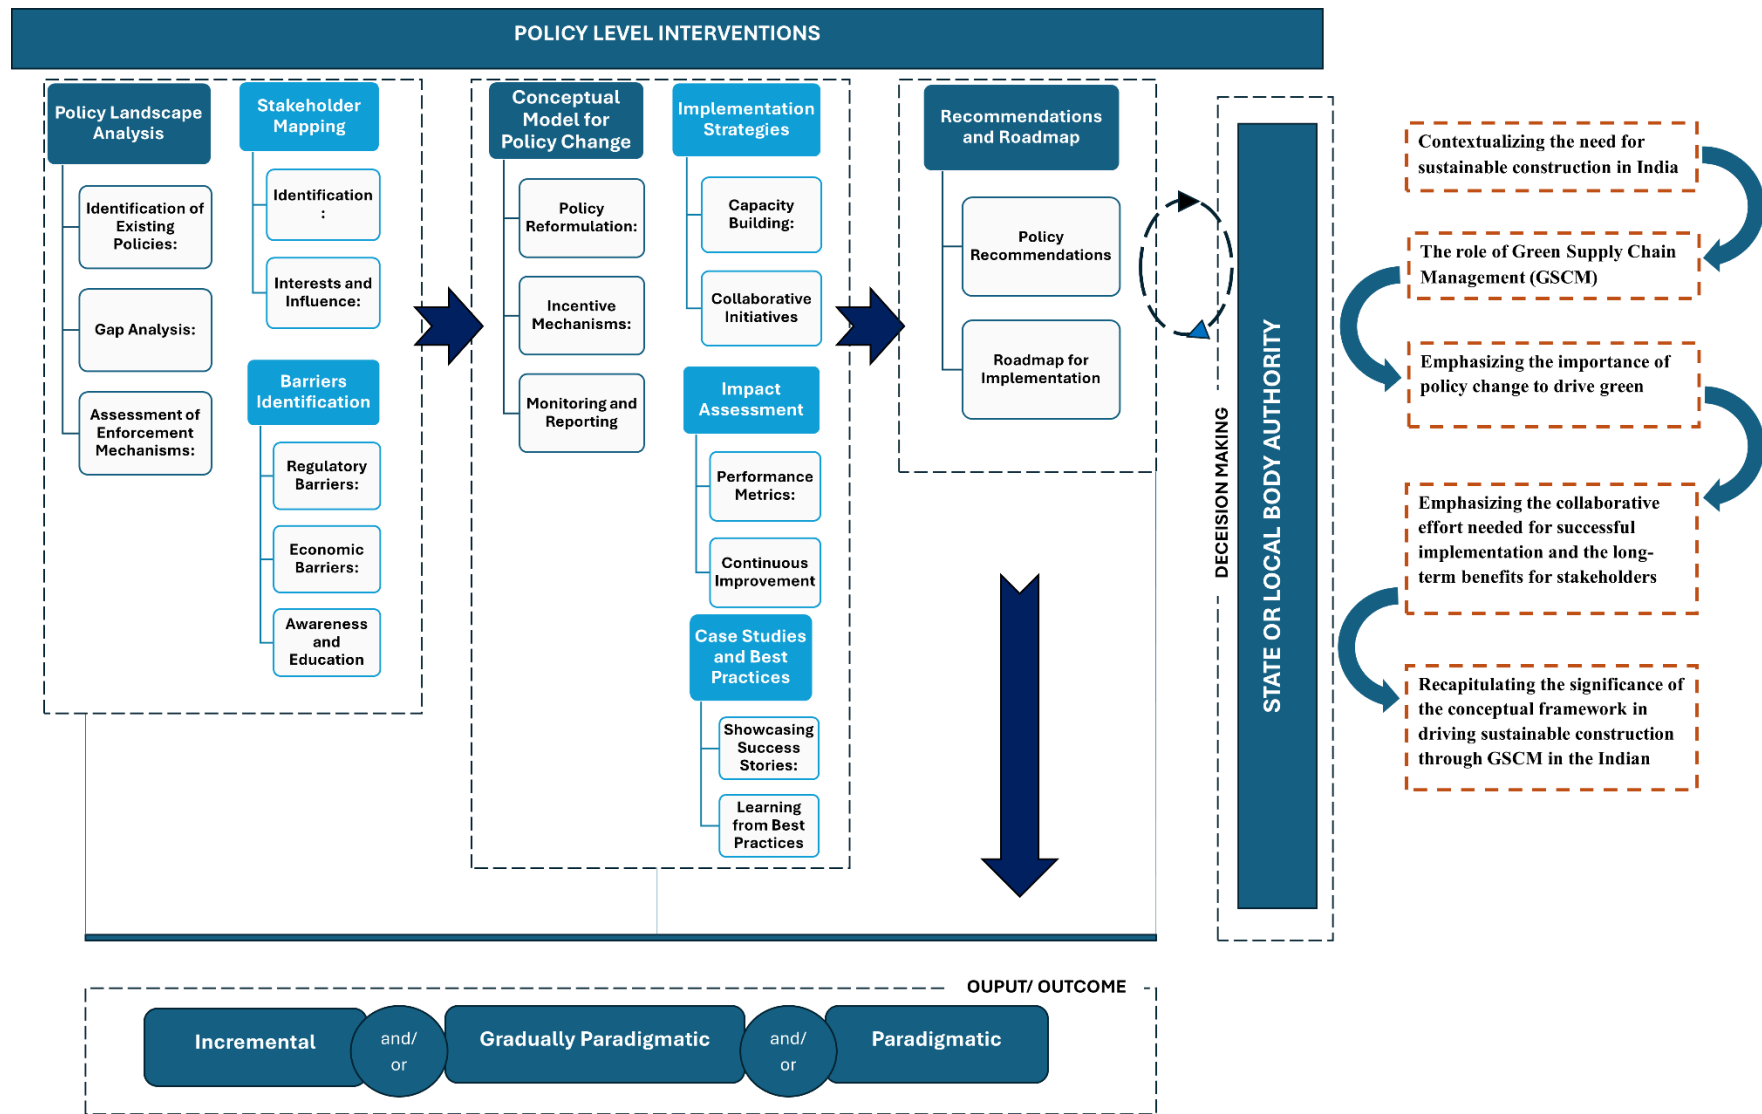 POLICY LEVEL INTERVENTIONS
Policy Landscape
Analysis
Identification of
Existing
Policies:
Gap Analysis:
Assessment of
Enforcement
Mechanisms:
Stakeholder
Mapping
Identification
:
Interests and
Influence:
Barriers
Identification
Regulatory
Barriers:
Economic
Barriers:
Awareness
and
Education
Conceptual
Model for
Policy Change
Policy
Reformulation:
Incentive
Mechanisms:
Monitoring and
Reporting
Implementation
Strategies
Capacity
Building:
Collaborative
Initiatives
Impact
Assessment
Performance
Metrics:
Continuous
Improvement
Case Studies
and Best
Practices
Showcasing
Success
Stories:
Learning
from Best
Practices
Recommendations
and Roadmap
Policy
Recommendations
Roadmap for
Implementation
DECEISION MAKING
STATE OR LOCAL BODY AUTHORITY
Contextualizing the need for
sustainable construction in India
The role of Green Supply Chain
Management (GSCM)
Emphasizing the importance of
policy change to drive green
Emphasizing the collaborative
effort needed for successful
implementation and the long-
term benefits for stakeholders
Recapitulating the significance of
the conceptual framework in
driving sustainable construction
through GSCM in the Indian
OUPUT/ OUTCOME
Incremental
and/
or
Gradually Paradigmatic
and/
or
Paradigmatic